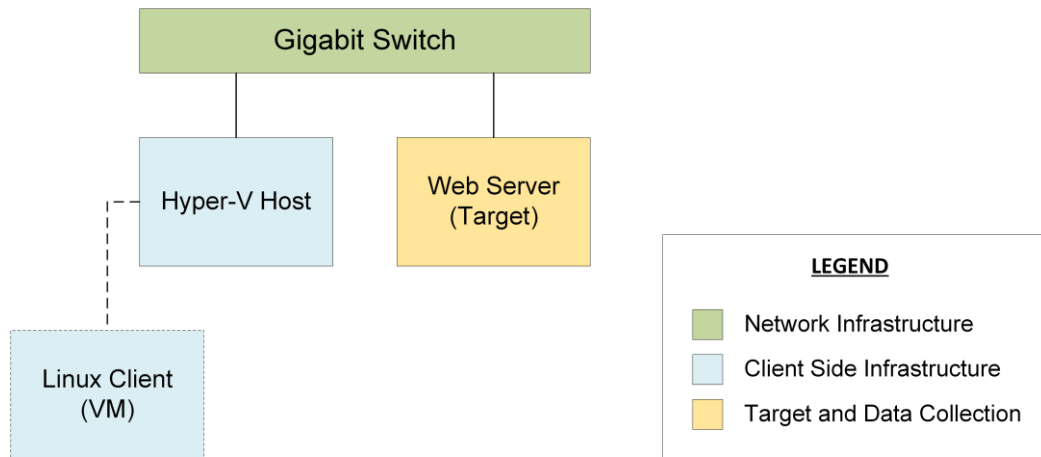 Gigabit Switch
Hyper-V Host
Web Server
(Target)
Linux Client
(VM)
LEGEND
Network Infrastructure
Client Side Infrastructure
Target and Data Collection